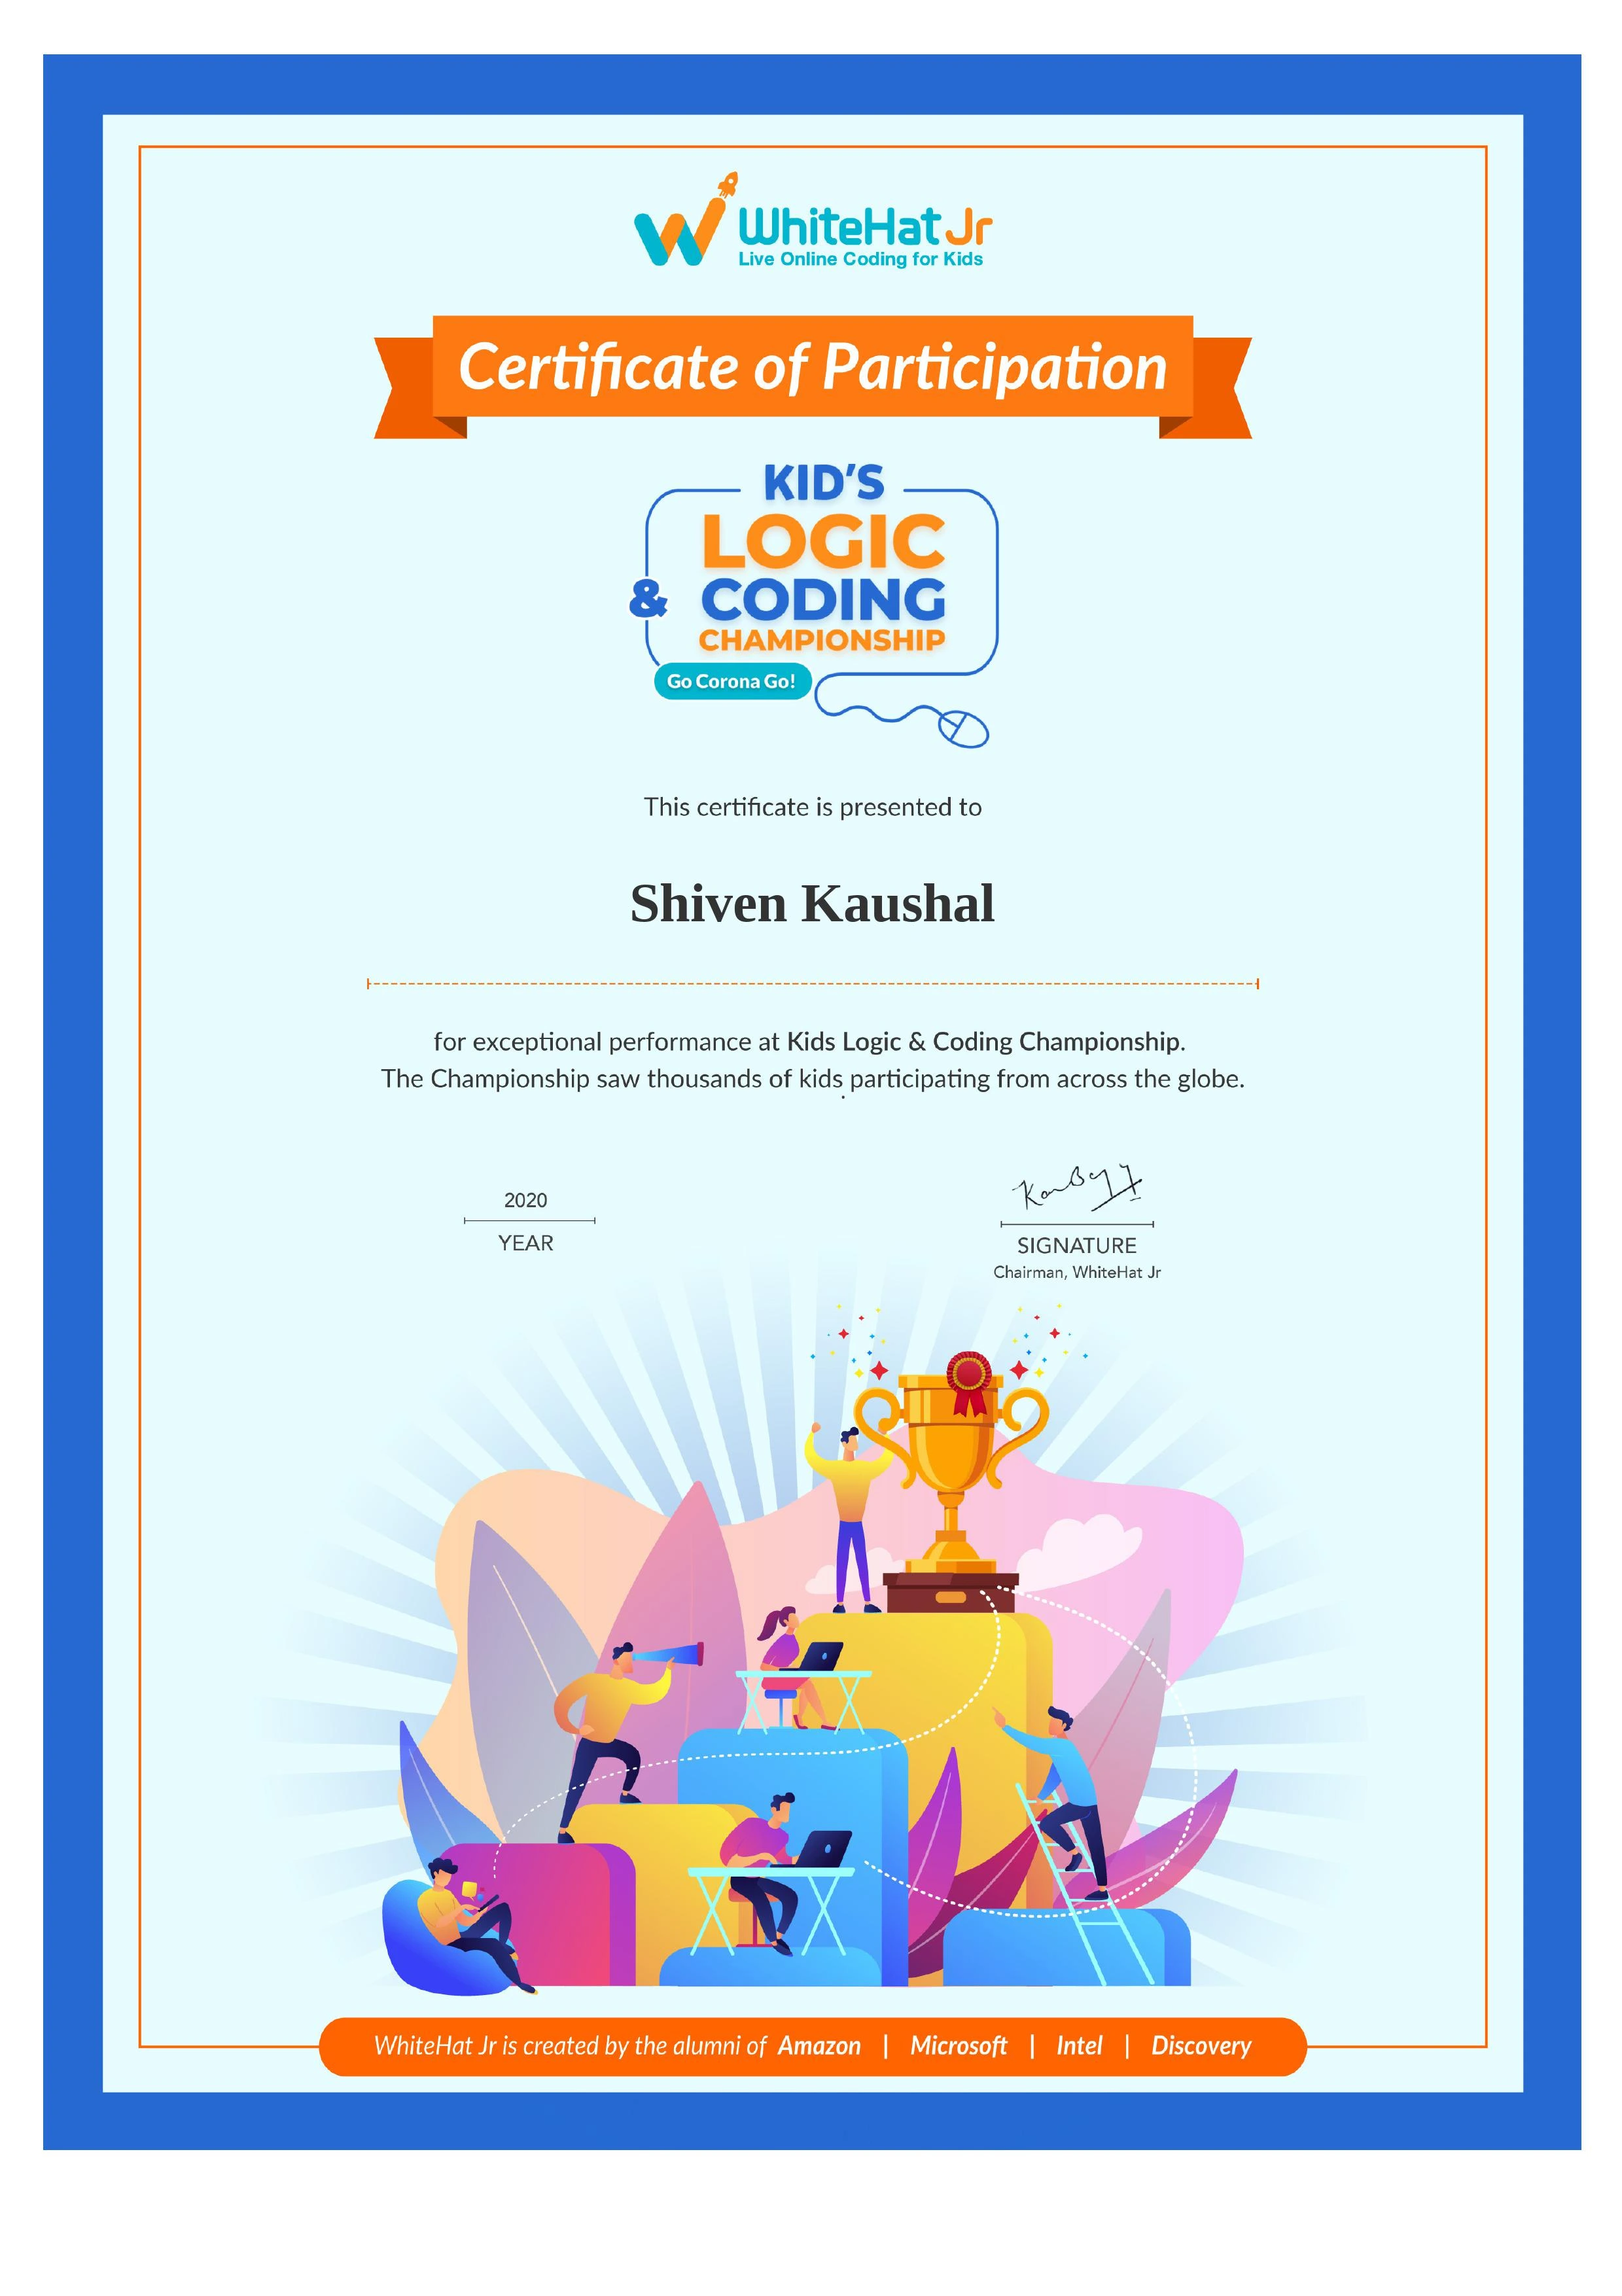 WhiteHat Jr
Live Online Coding for Kids
Certificate of Participation
KID'S
LOGIC
& CODING
CHAMPIONSHIP
Go Corona Go!
This certificate is presented to
Shiven Kaushal
for exceptional performance at Kids Logic & Coding Championship.
The Championship saw thousands of kids participating from across the globe.
.
2020
YEAR
SIGNATURE
Chairman, WhiteHat Jr
WhiteHat Jr is created by the alumni of Amazon | Microsoft | Intel | Discovery